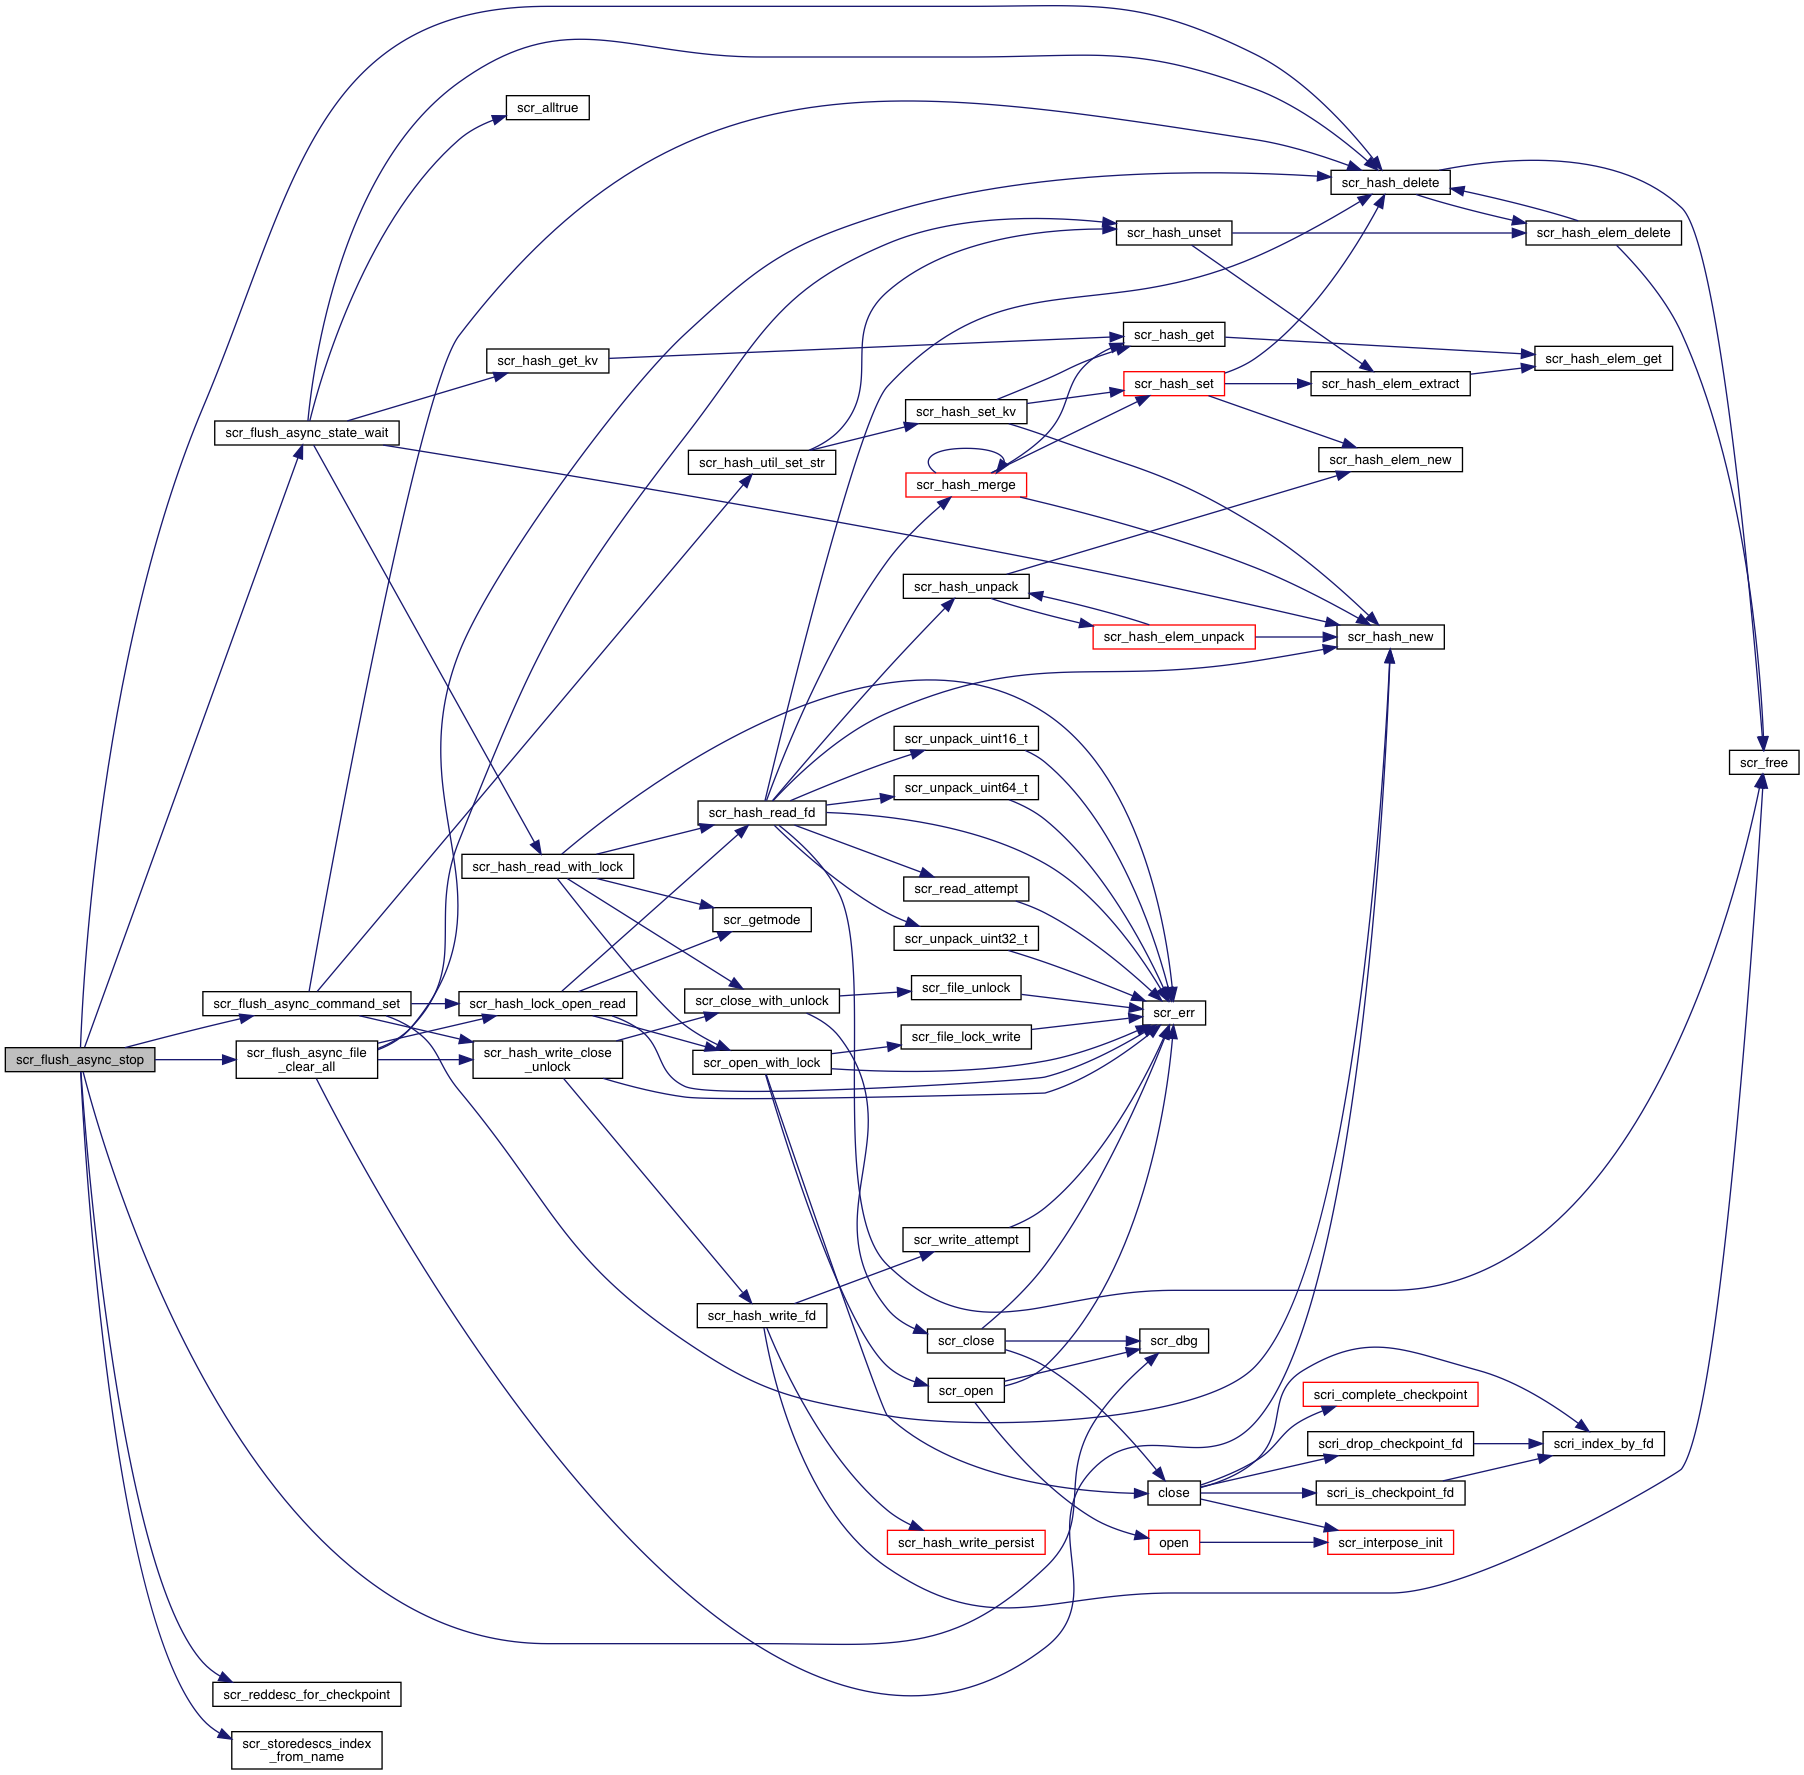 scr_alltrue
scr_hash_delete
scr_hash_unset
scr_hash_elem_delete
scr_hash_get
scr_hash_get_kv
scr_hash_elem_get
scr_hash_set
scr_hash_elem_extract
scr_hash_set_kv
scr_flush_async_state_wait
scr_hash_util_set_str
scr_hash_elem_new
scr_hash_merge
scr_hash_unpack
scr_hash_elem_unpack
scr_hash_new
scr_unpack_uint16_t
scr_free
scr_unpack_uint64_t
scr_hash_read_fd
scr_hash_read_with_lock
scr_read_attempt
scr_getmode
scr_unpack_uint32_t
scr_file_unlock
scr_flush_async_command_set
scr_hash_lock_open_read
scr_close_with_unlock
scr_err
scr_file_lock_write
scr_flush_async_stop
scr_flush_async_file
_clear_all
scr_hash_write_close
_unlock
scr_open_with_lock
scr_write_attempt
scr_hash_write_fd
scr_close
scr_dbg
scr_open
scri_complete_checkpoint
scri_drop_checkpoint_fd
scri_index_by_fd
close
scri_is_checkpoint_fd
scr_hash_write_persist
open
scr_interpose_init
scr_reddesc_for_checkpoint
scr_storedescs_index
_from_name